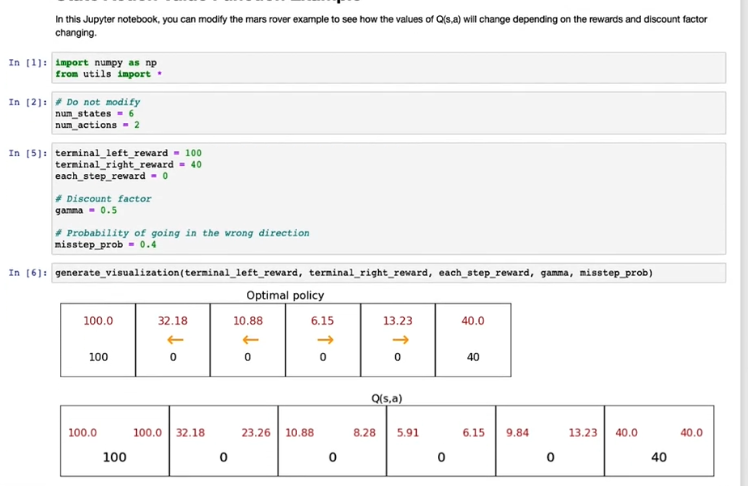 In this Jupyter notebook, you can modify the mars rover example to see how the values of Q(s,a) will change depending on the rewards and discount factor
changing.
In [1]: import numpy as np
from utils import *
In [2]: # Do not modify
num_states = 6
num_actions = 2
In [5]: terminal_left_reward = 100
terminal_right_reward = 40
each_step_reward = 0
# Discount factor
gamma = 0.5
# Probability of going in the wrong direction
misstep_prob = 0.4
In [6]: generate_visualization(terminal_left_reward, terminal_right_reward, each_step_reward, gamma, misstep_prob)
Optimal policy
100.0 32.18 10.88 6.15 13.23 40.0
← ← → →
100 0 0 0 0 40
Q(s,a)
100.0 100.0 32.18 23.26 10.88 8.28 5.91 6.15 9.84 13.23 40.0 40.0
100 0 0 0 0 40